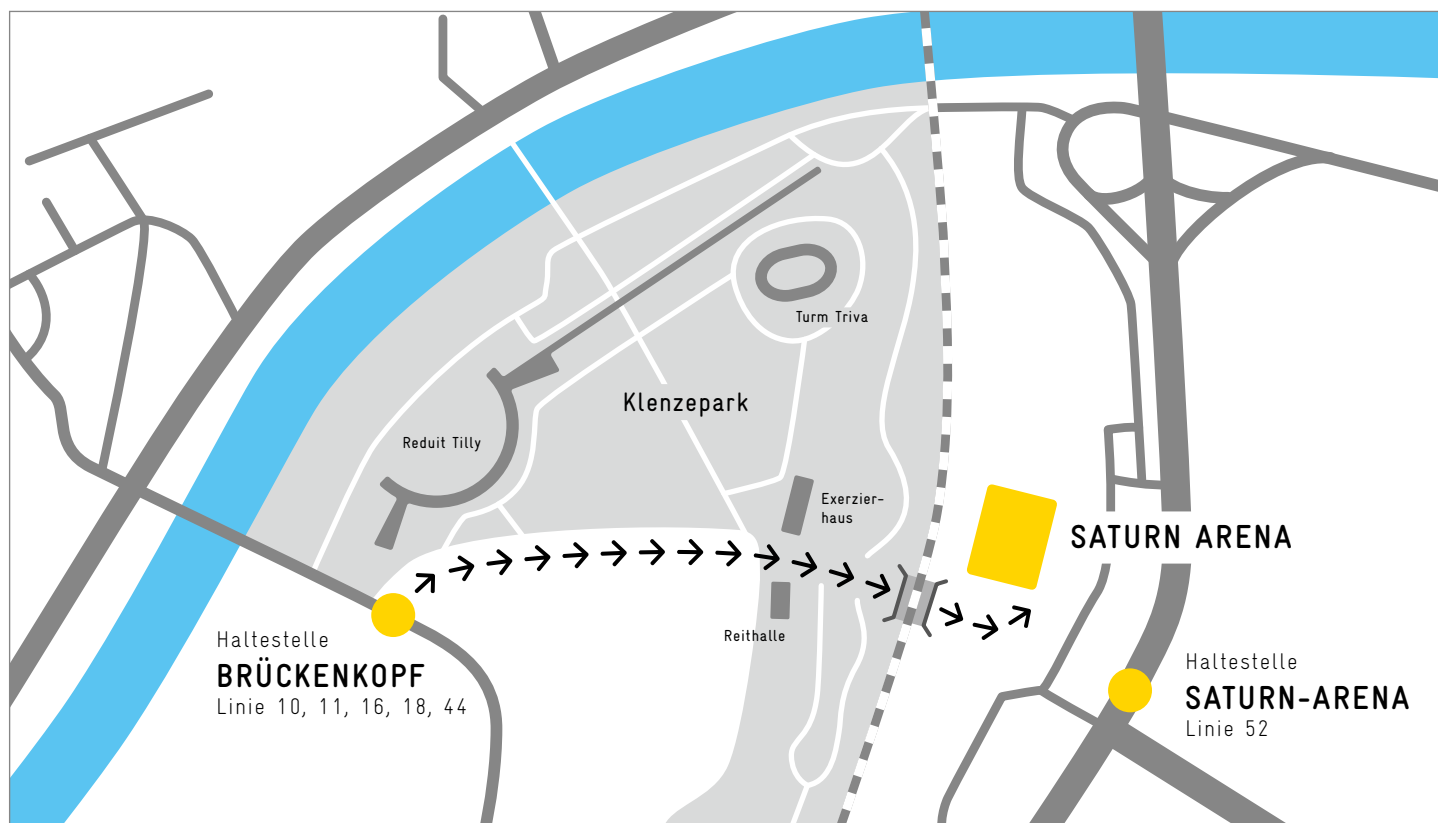 Turm Triva
Klenzepark
Reduit Tilly
Exerzier-
haus
SATURN ARENA
Reithalle
Haltestelle
BRÜCKENKOPF
Linie 10, 11, 16, 18, 44
Haltestelle
SATURN-ARENA
Linie 52